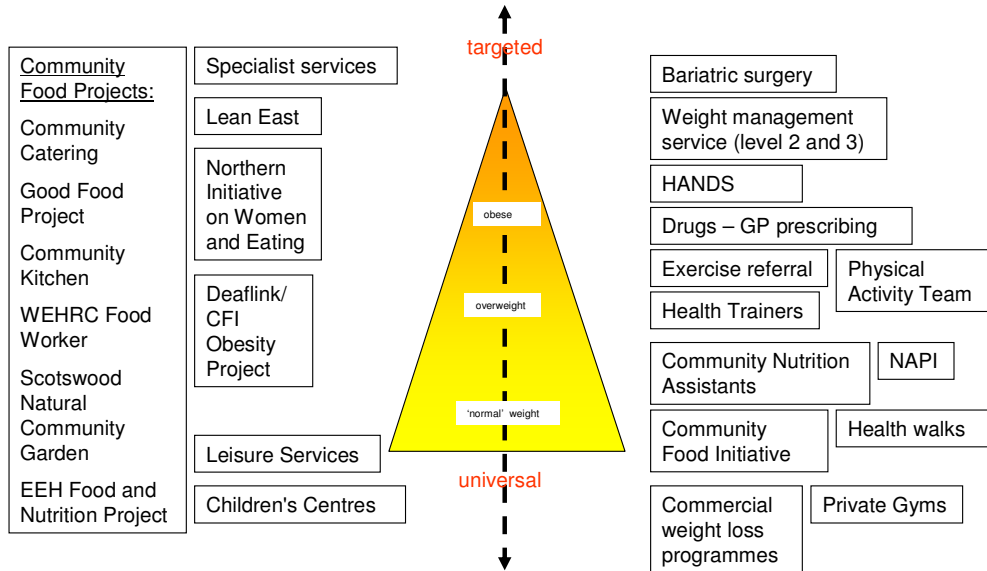 Community
Food Projects:
Community
Catering
Good Food
Project
Community
Kitchen
WEHRC Food
Worker
Scotswood
Natural
Community
Garden
EEH Food and
Nutrition Project
Specialist services
Lean East
Northern
Initiative
on Women
and Eating
Deaflink/
CFI
Obesity
Project
Leisure Services
Children's Centres
targeted
obese
overweight
‘normal’ weight
universal
Bariatric surgery
Weight management
service (level 2 and 3)
HANDS
Drugs – GP prescribing
Exercise referral
Physical
Activity Team
Health Trainers
Community Nutrition
Assistants
NAPI
Community
Food Initiative
Health walks
Commercial
weight loss
programmes
Private Gyms